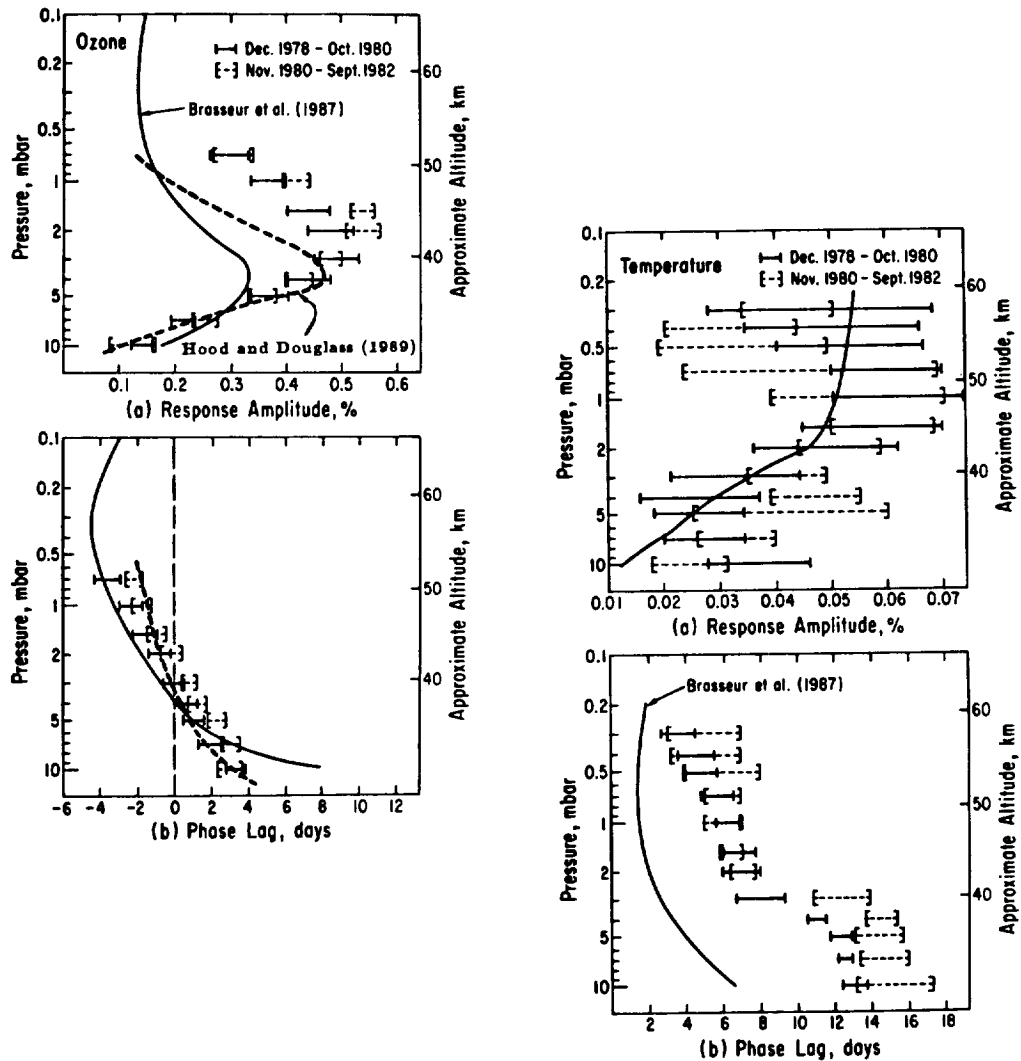 Ozone
Dec. 1978 - Oct. 1980
Nov. 1980 - Sept. 1982
Brasseur et al. (1987)
Hood and Douglass (1989)
0.1
0.2
0.5
1
2
5
10
Pressure, mbar
60
50
40
Approximate Altitude, km
0.1 0.2 0.3 0.4 0.5 0.6
(a) Response Amplitude, %
0.1
0.2
0.5
1
2
5
10
Pressure, mbar
60
50
40
Approximate Altitude, km
-6 -4 -2 0 2 4 6 8 10 12
(b) Phase Lag, days
Temperature
Dec. 1978 - Oct. 1980
Nov. 1980 - Sept. 1982
0.1
0.2
0.5
1
2
5
10
Pressure, mbar
60
50
40
Approximate Altitude, km
0.01 0.02 0.03 0.04 0.05 0.06 0.07
(a) Response Amplitude, %
Brasseur et al. (1987)
0.1
0.2
0.5
1
2
5
10
Pressure, mbar
60
50
40
Approximate Altitude, km
2 4 6 8 10 12 14 16 18
(b) Phase Lag, days